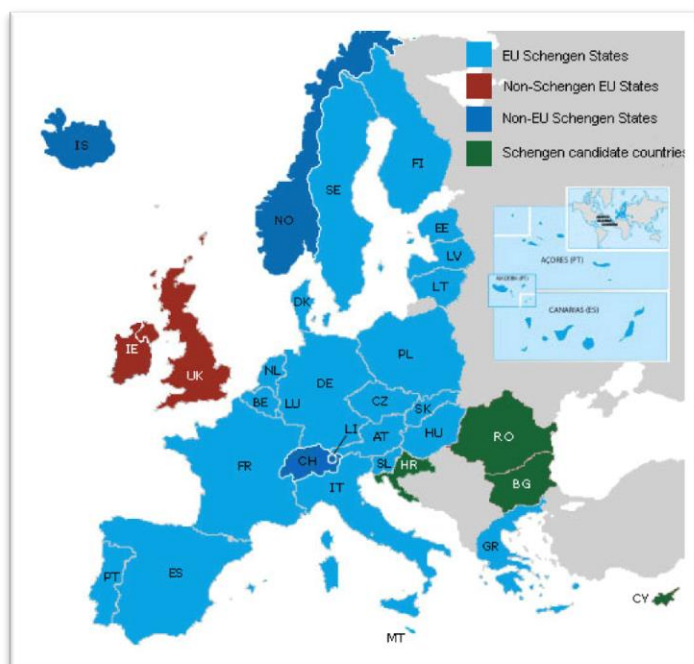 EU Schengen States
Non-Schengen EU States
Non-EU Schengen States
Schengen candidate countries
IS
FI
SE
NO
EE
LV
LT
AÇORES (PT)
MADEIRA (PT)
CANARIAS (ES)
DK
IE
UK
NL
BE
LU
DE
PL
CZ
SK
LI
AT
HU
RO
FR
CH
SL
HR
IT
BG
GR
PT
ES
CY
MT